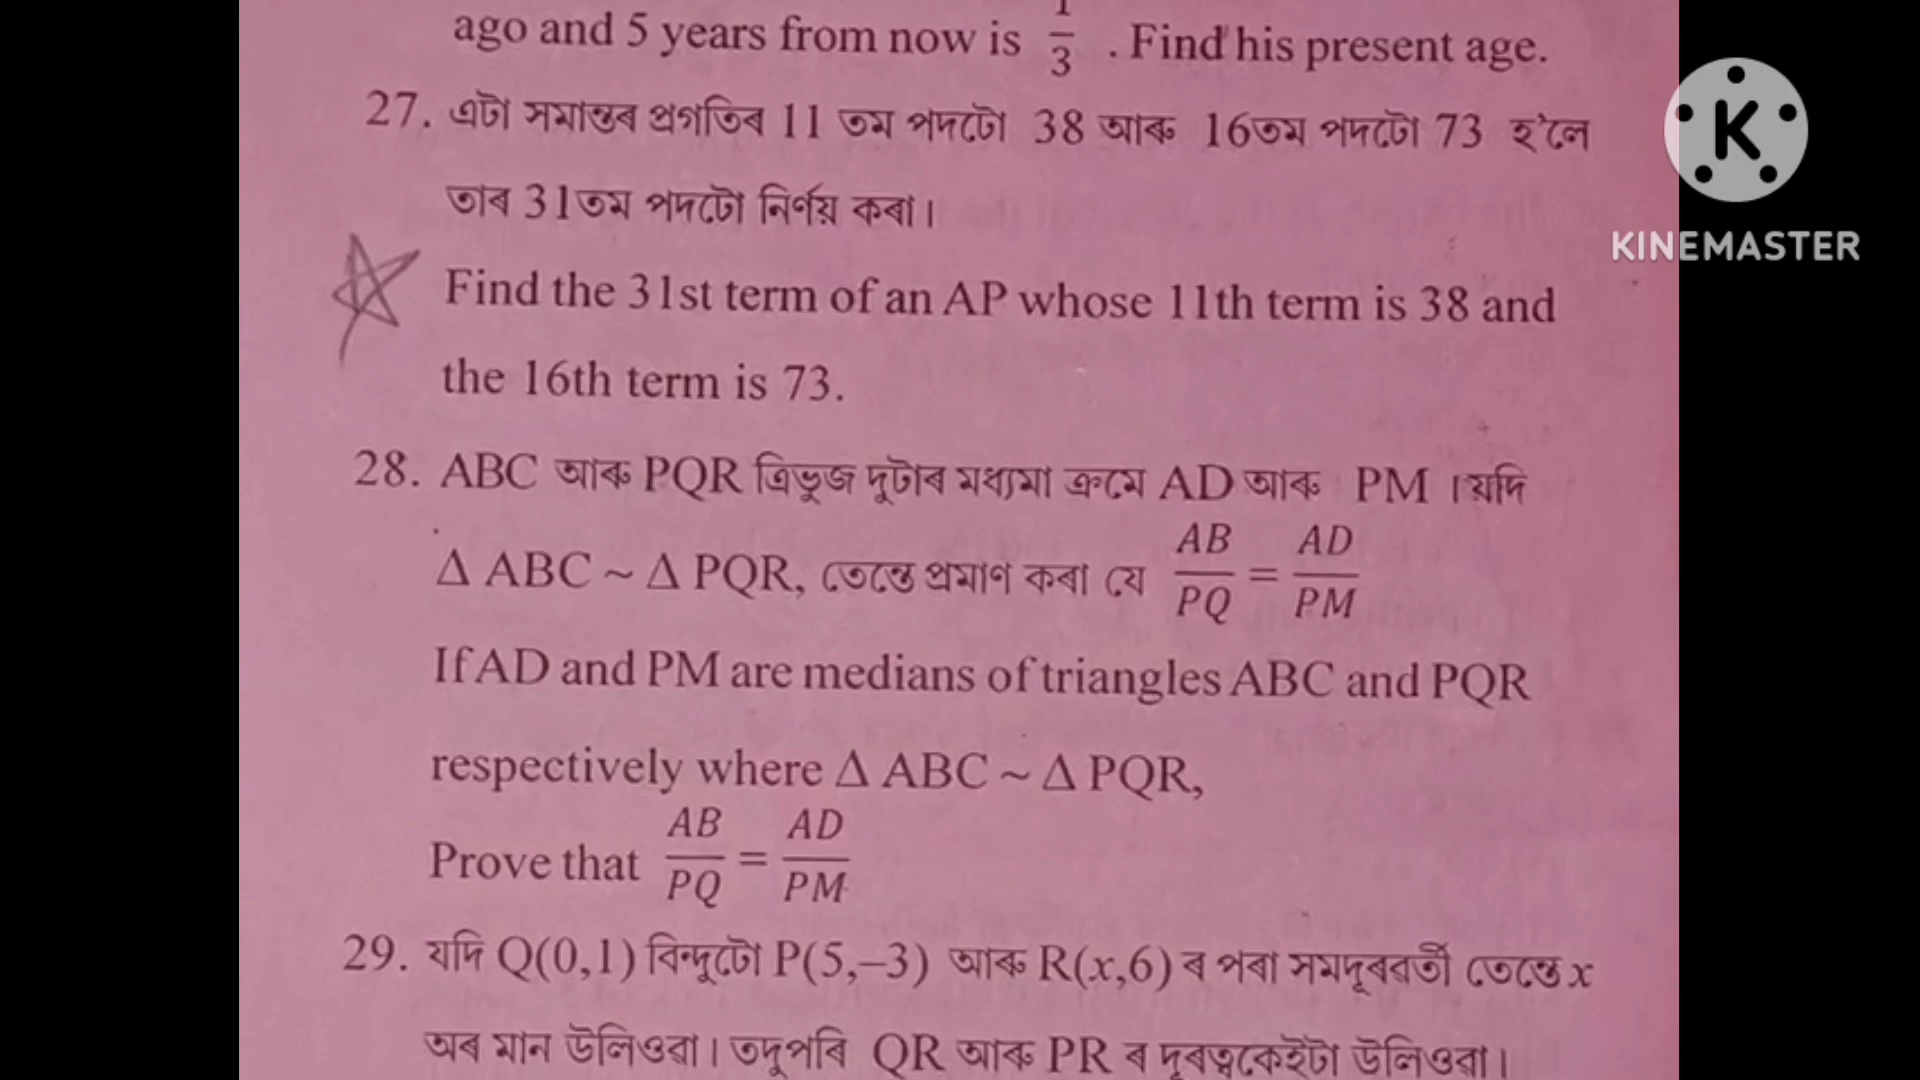 ago and 5 years from now is 1/3 . Find his present age.
27. এটা সমান্তৰ প্ৰগতিৰ 11 তম পদটো 38 আৰু 16তম পদটো 73 হ'লে
তাৰ 31তম পদটো নিৰ্ণয় কৰা।
Find the 31st term of an AP whose 11th term is 38 and
the 16th term is 73.
28. ABC আৰু PQR ত্ৰিভুজ দুটাৰ মধ্যমা ক্ৰমে AD আৰু PM । যদি
Δ ABC ~ Δ PQR, তেন্তে প্ৰমাণ কৰা যে AB/PQ = AD/PM
If AD and PM are medians of triangles ABC and PQR
respectively where Δ ABC ~ Δ PQR,
Prove that AB/PQ = AD/PM
29. যদি Q(0,1) বিন্দুটো P(5,–3) আৰু R(x,6) ৰ পৰা সমদূৰৱৰ্তী তেন্তে x
অৰ মান উলিওৱা। তদুপৰি QR আৰু PR ৰ দূৰত্বকেইটা উলিওৱা।
K
KINEMASTER